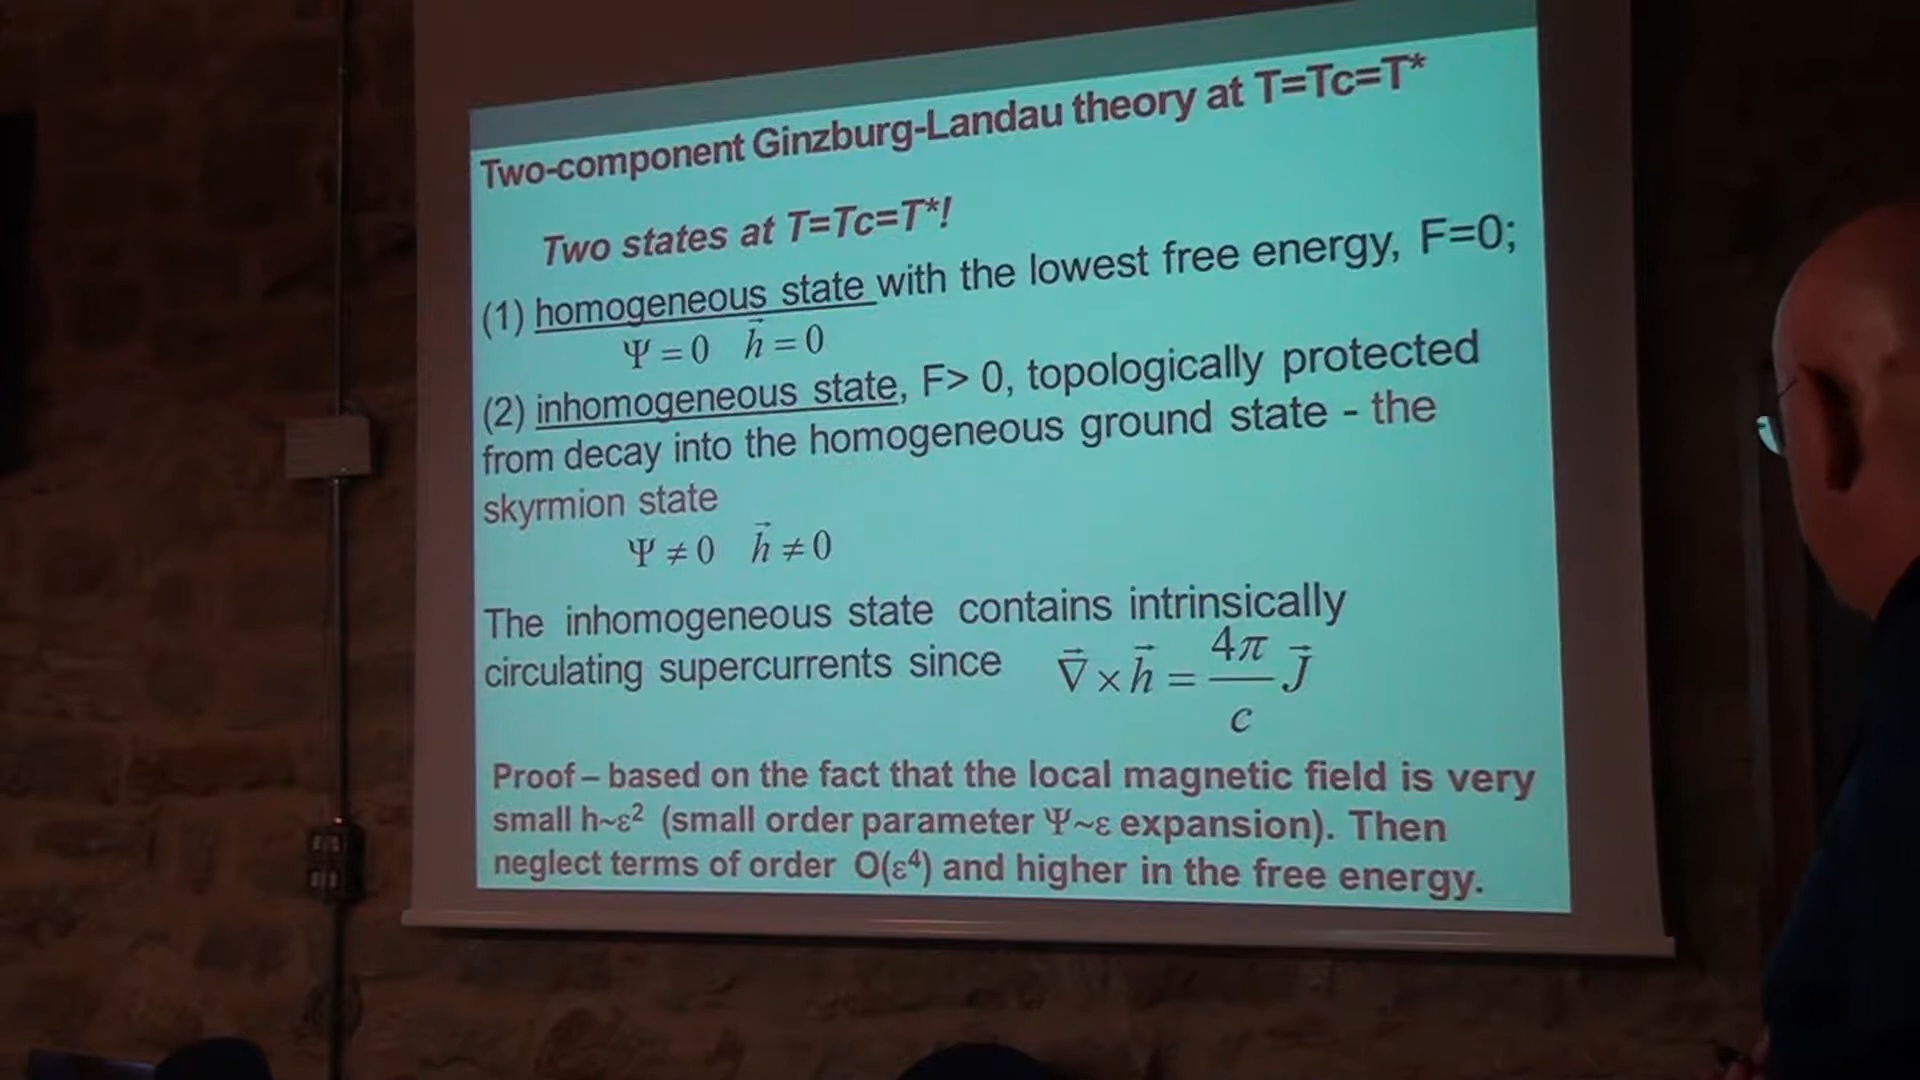 Two-component Ginzburg-Landau theory at T=Tc=T*
Two states at T=Tc=T*!
(1) homogeneous state with the lowest free energy, F=0;
Ψ = 0 h⃗ = 0
(2) inhomogeneous state, F> 0, topologically protected
from decay into the homogeneous ground state - the
skyrmion state
Ψ ≠ 0 h⃗ ≠ 0
The inhomogeneous state contains intrinsically
circulating supercurrents since ∇⃗ × h⃗ = 4π/c J⃗
Proof – based on the fact that the local magnetic field is very
small h~ε² (small order parameter Ψ~ε expansion). Then
neglect terms of order O(ε⁴) and higher in the free energy.